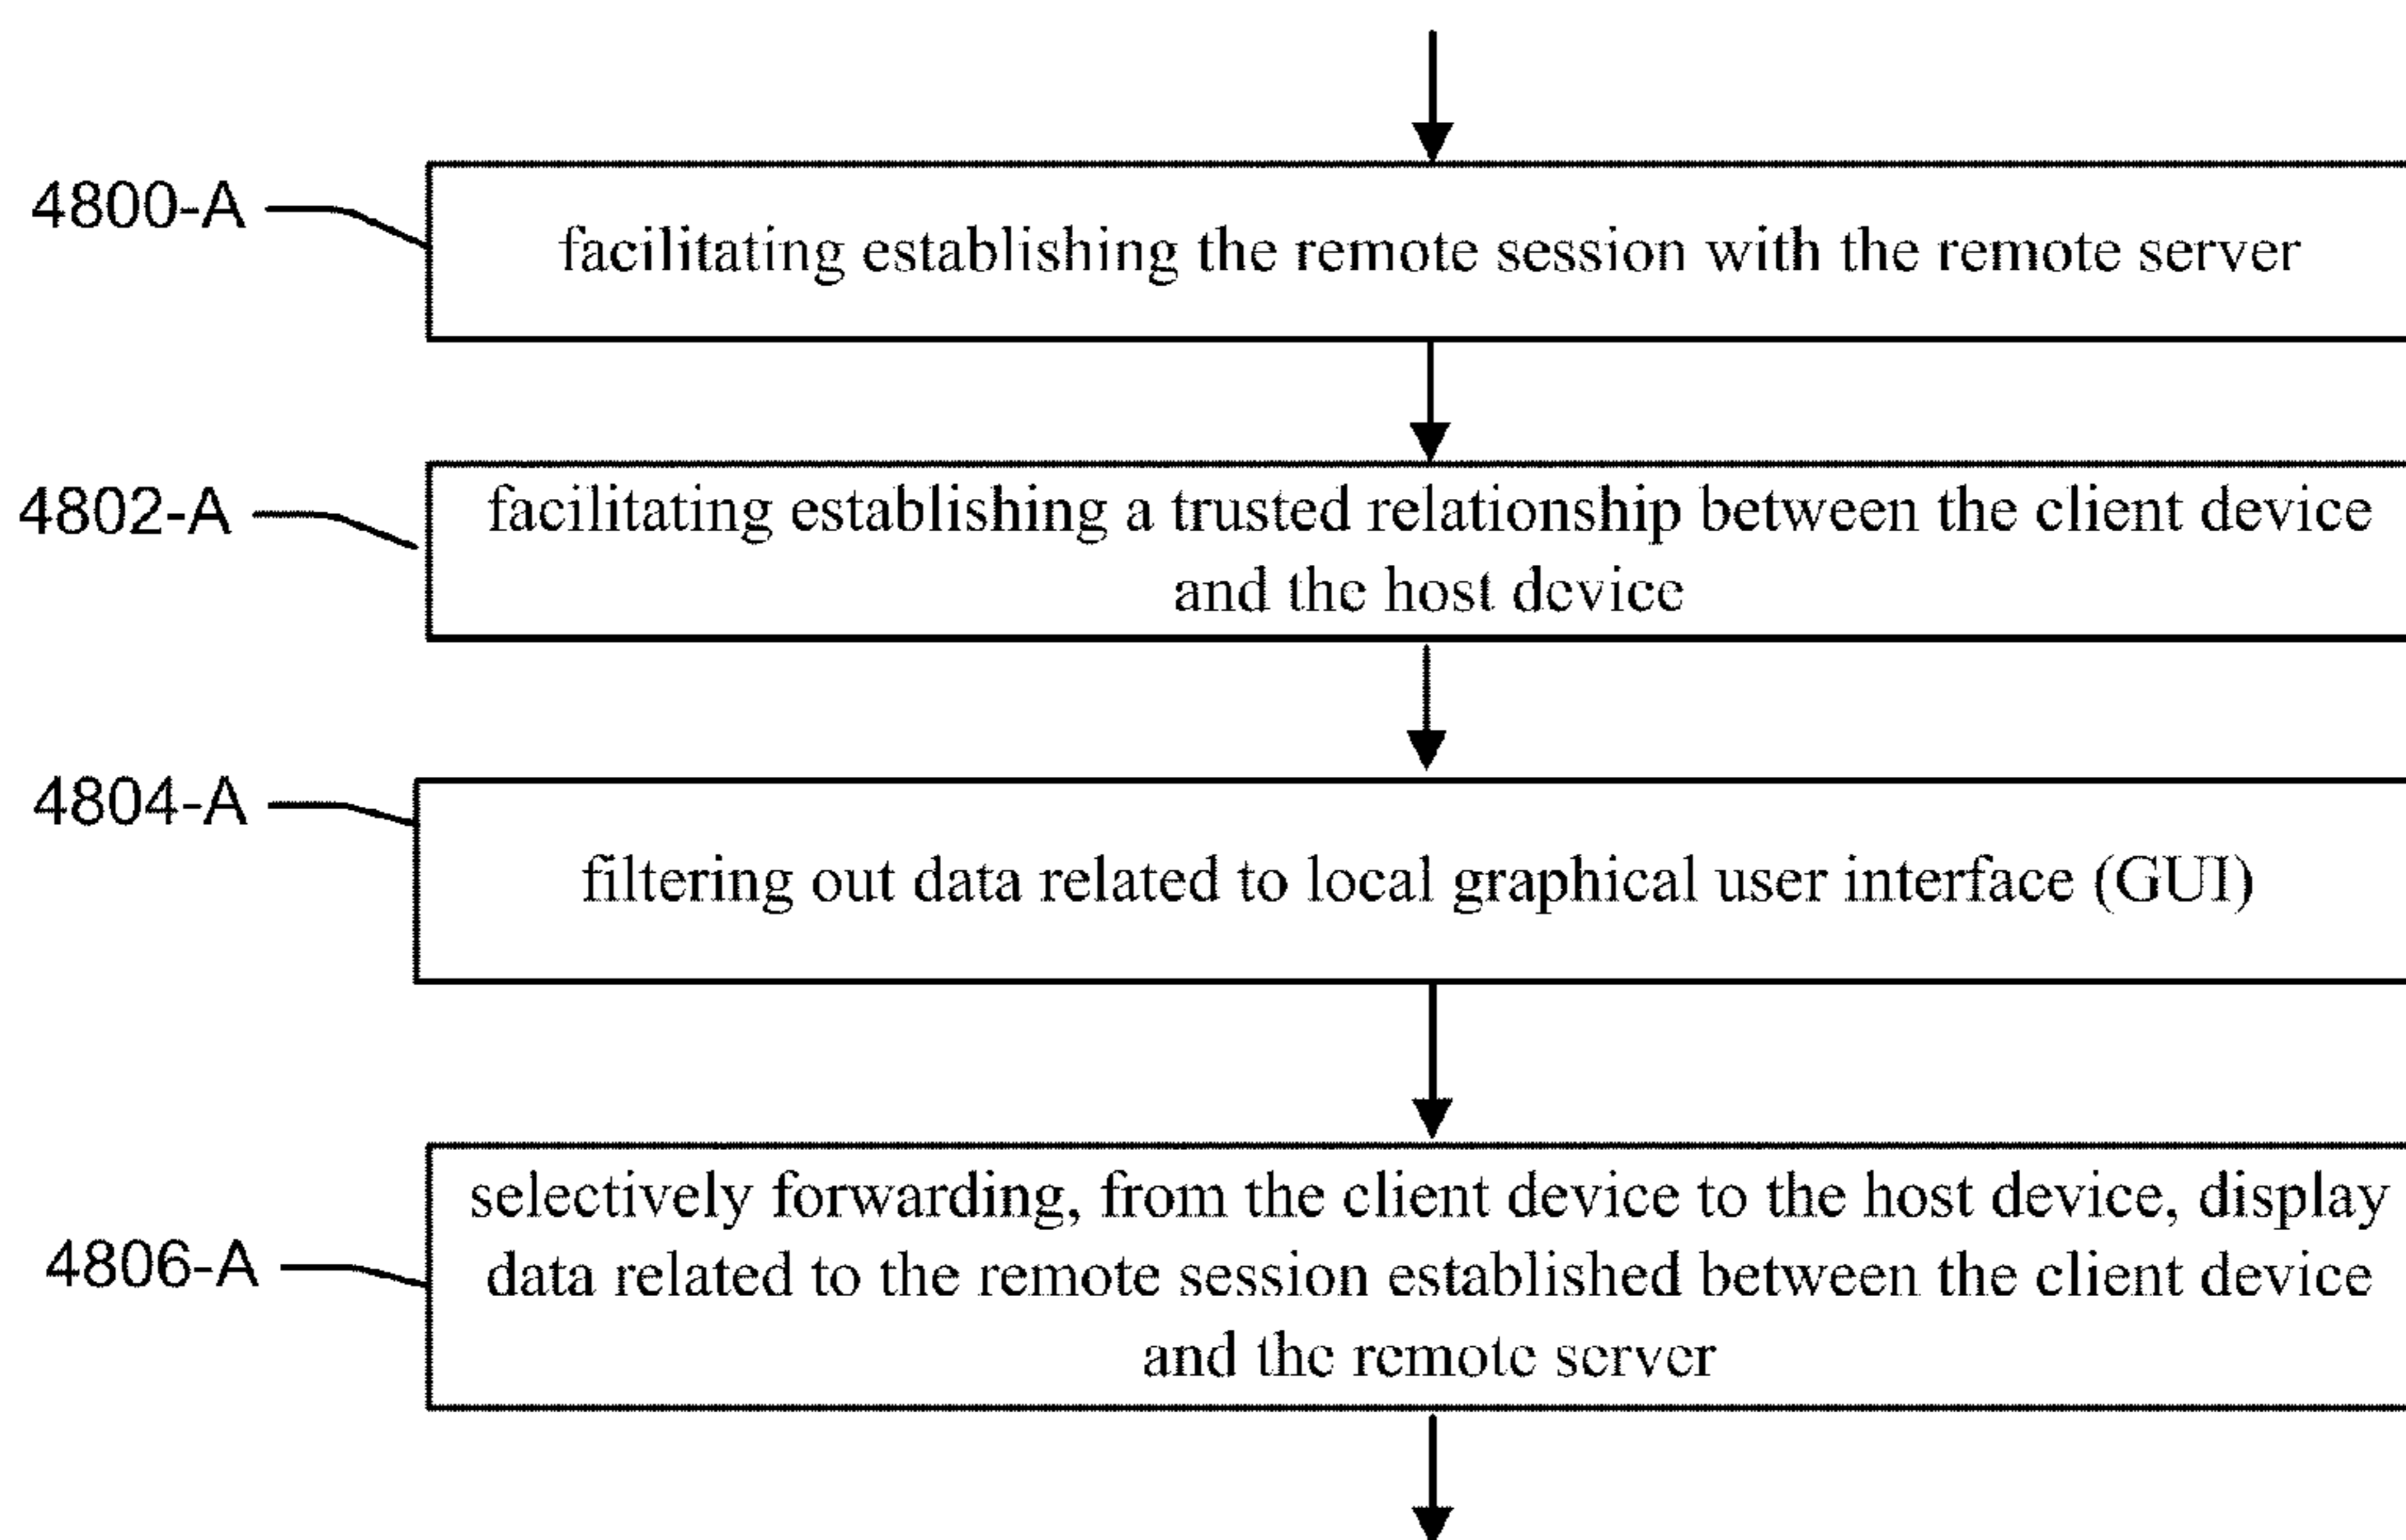 4800-A
facilitating establishing the remote session with the remote server
4802-A
facilitating establishing a trusted relationship between the client device
and the host device
4804-A
filtering out data related to local graphical user interface (GUI)
4806-A
selectively forwarding, from the client device to the host device, display
data related to the remote session established between the client device
and the remote server